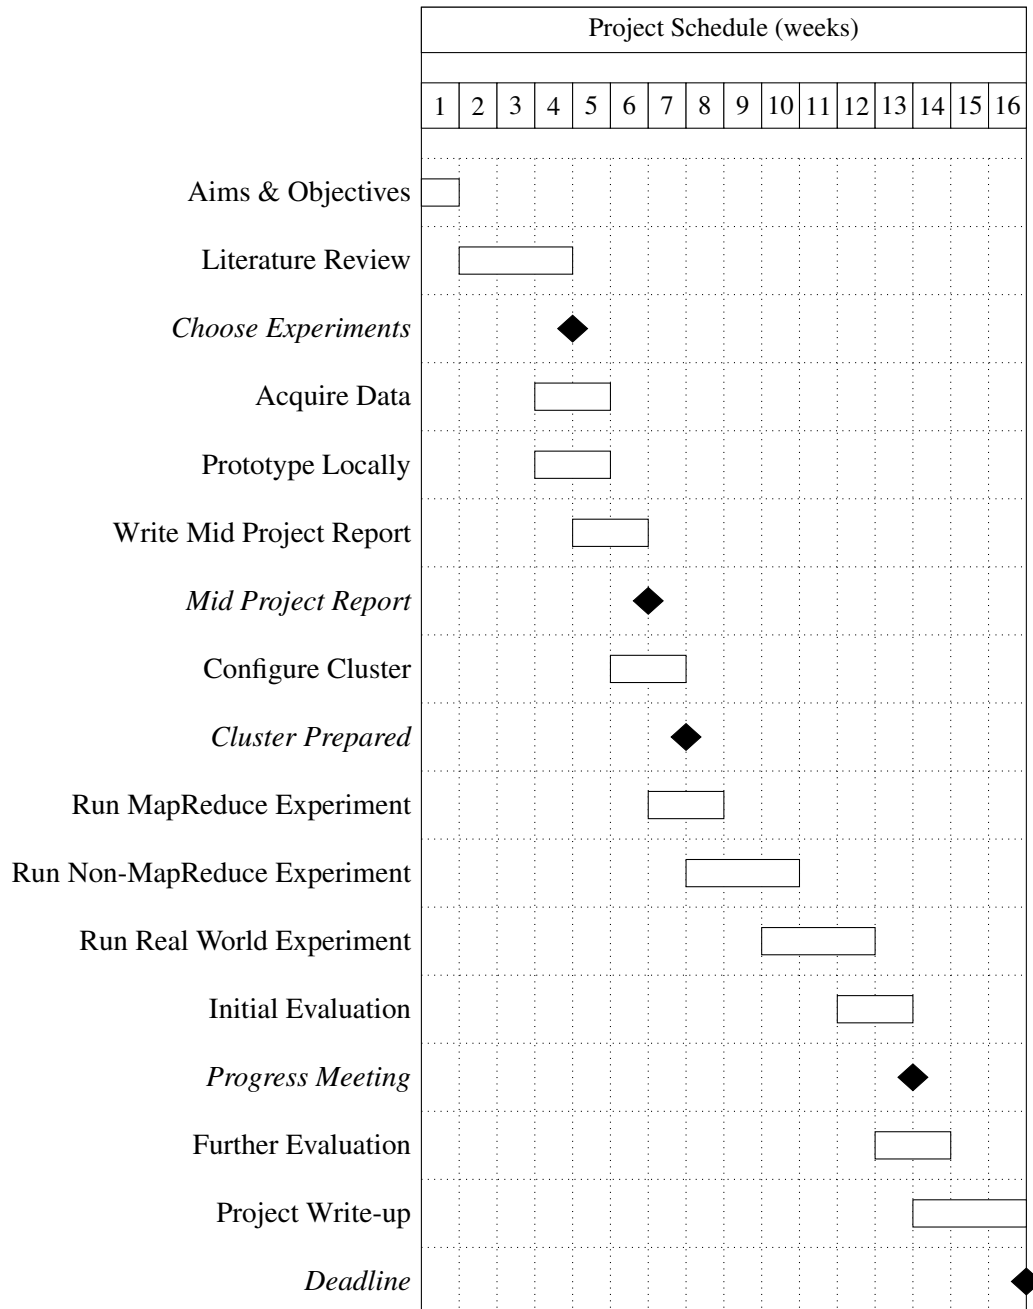 Project Schedule (weeks)
1 2 3 4 5 6 7 8 9 10 11 12 13 14 15 16
Aims & Objectives
Literature Review
Choose Experiments
Acquire Data
Prototype Locally
Write Mid Project Report
Mid Project Report
Configure Cluster
Cluster Prepared
Run MapReduce Experiment
Run Non-MapReduce Experiment
Run Real World Experiment
Initial Evaluation
Progress Meeting
Further Evaluation
Project Write-up
Deadline